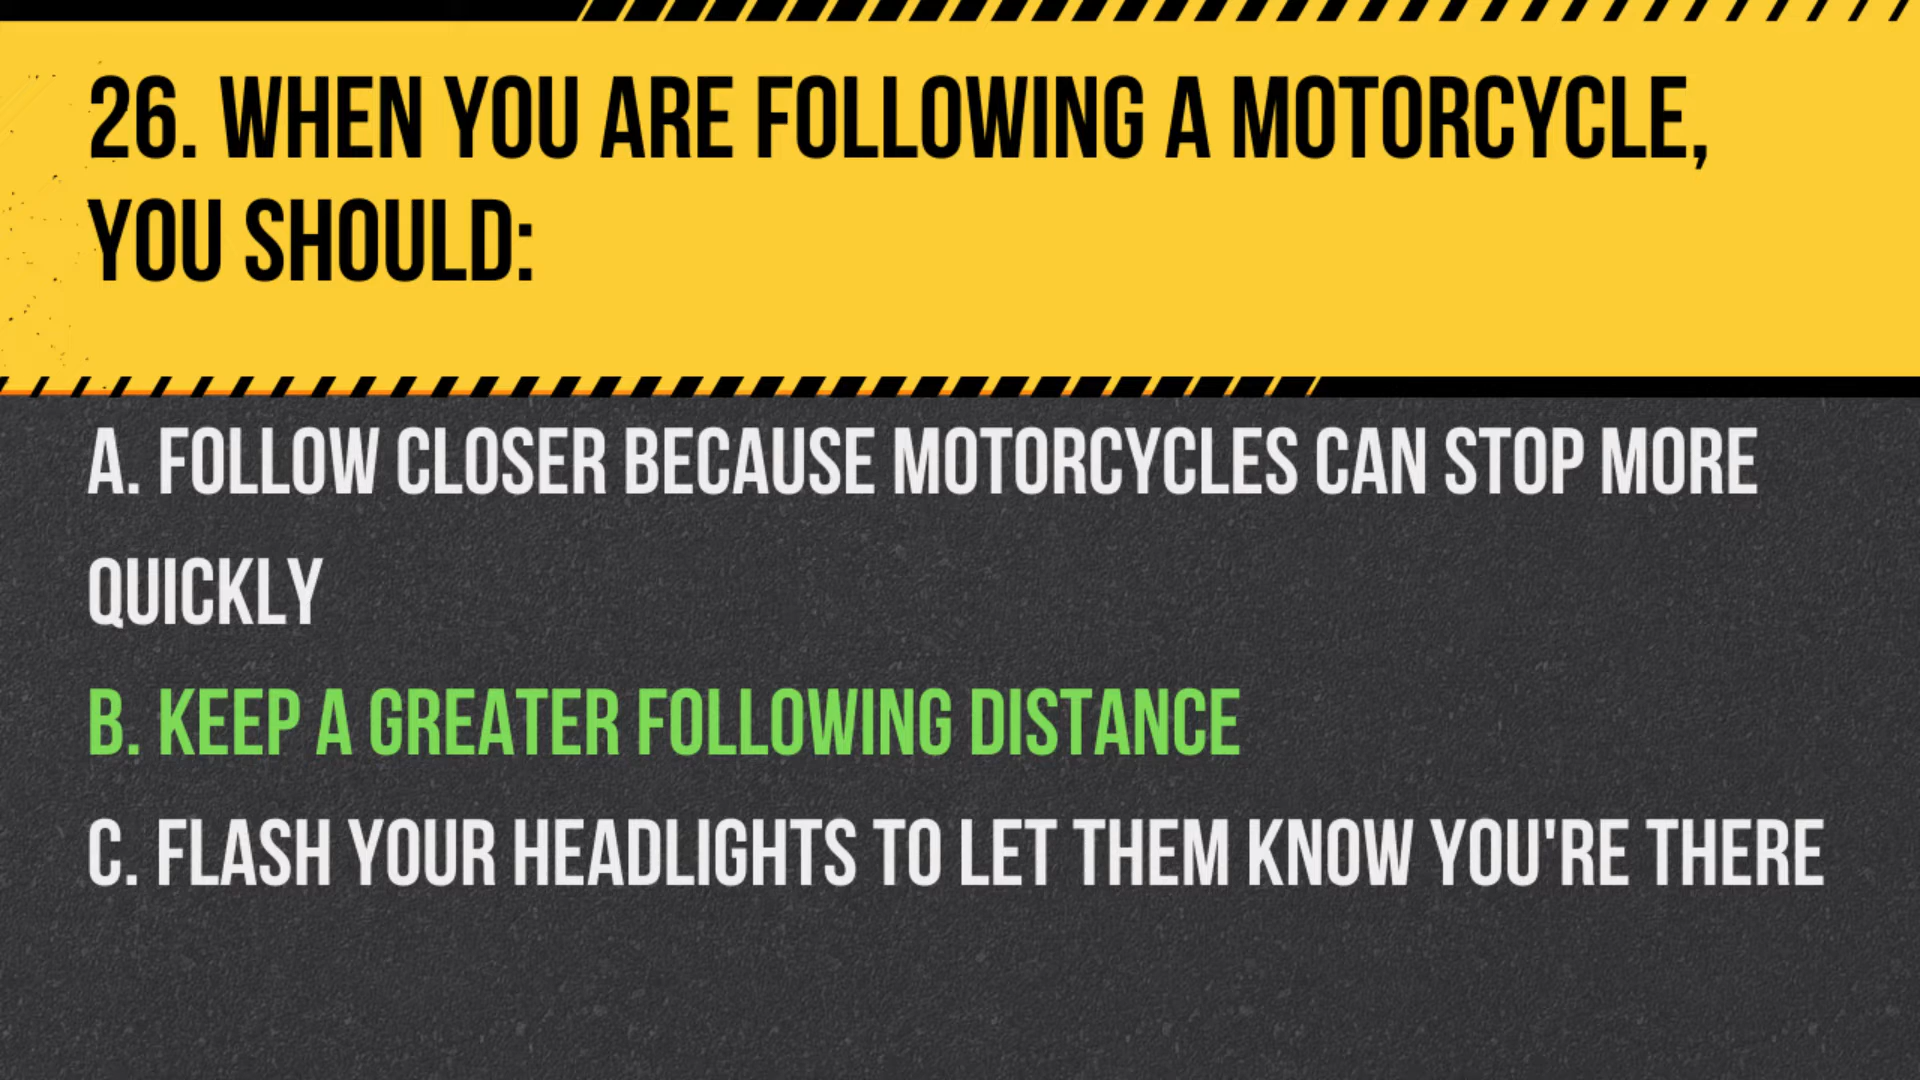 26. WHEN YOU ARE FOLLOWING A MOTORCYCLE,
YOU SHOULD:
A. FOLLOW CLOSER BECAUSE MOTORCYCLES CAN STOP MORE
QUICKLY
B. KEEP A GREATER FOLLOWING DISTANCE
C. FLASH YOUR HEADLIGHTS TO LET THEM KNOW YOU'RE THERE